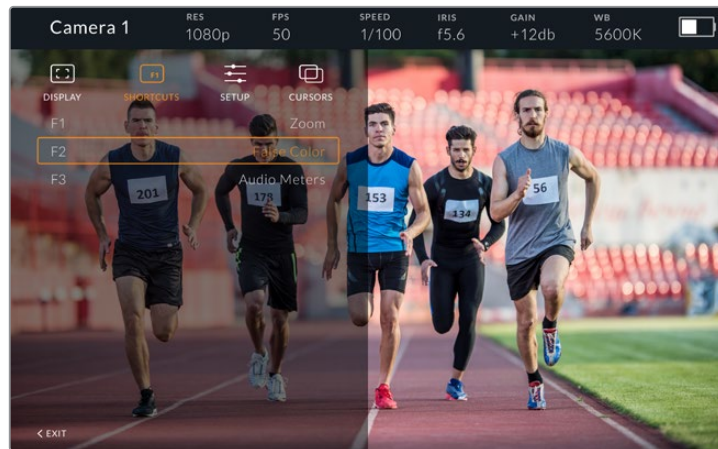 Camera 1
RES FPS SPEED IRIS GAIN WB
1080p 50 1/100 f5.6 +12db 5600K
F1
DISPLAY SHORTCUTS SETUP CURSORS
F1 Zoom
F2 False Color
F3 Audio Meters
201 178 153 134 56
< EXIT